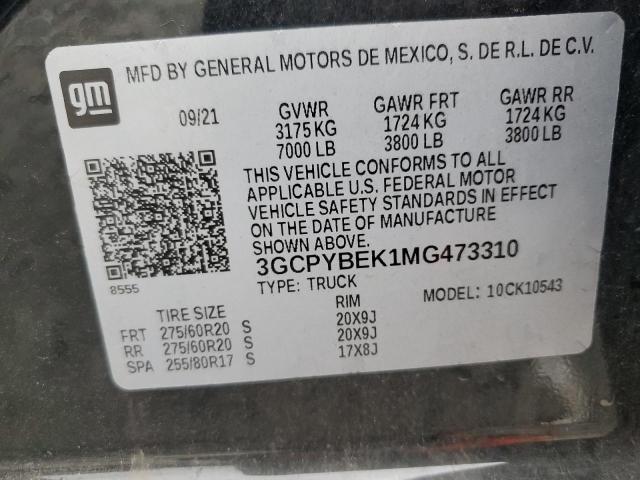 gm
MFD BY GENERAL MOTORS DE MEXICO, S. DE R.L. DE C.V.
09/21 GVWR GAWR FRT GAWR RR
3175 KG 1724 KG 1724 KG
7000 LB 3800 LB 3800 LB
THIS VEHICLE CONFORMS TO ALL
APPLICABLE U.S. FEDERAL MOTOR
VEHICLE SAFETY STANDARDS IN EFFECT
ON THE DATE OF MANUFACTURE
SHOWN ABOVE.
3GCPYBEK1MG473310
8555
TYPE: TRUCK MODEL: 10CK10543
TIRE SIZE RIM
FRT 275/60R20 S 20X9J
RR 275/60R20 S 20X9J
SPA 255/80R17 S 17X8J